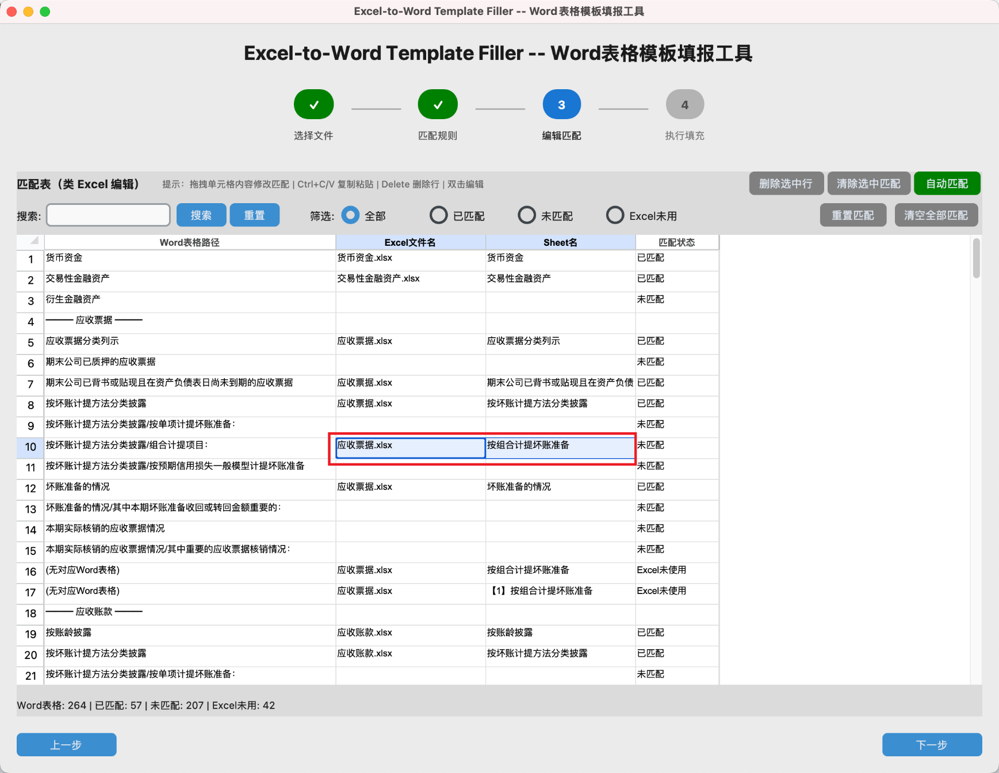 Excel-to-Word Template Filler -- Word表格模板填报工具
Excel-to-Word Template Filler -- Word表格模板填报工具
3 4
选择文件 匹配规则 编辑匹配 执行填充
匹配表（类 Excel 编辑） 提示：拖拽单元格内容修改匹配 | Ctrl+C/V 复制粘贴 | Delete 删除行 | 双击编辑 删除选中行 清除选中匹配 自动匹配
搜索: 搜索 重置 筛选: 全部 已匹配 未匹配 Excel未用 重置匹配 清空全部匹配
Word表格路径 Excel文件名 Sheet名 匹配状态
1 货币资金 货币资金.xlsx 货币资金 已匹配
2 交易性金融资产 交易性金融资产.xlsx 交易性金融资产 已匹配
3 衍生金融资产 未匹配
4 ——— 应收票据 ———
5 应收票据分类列示 应收票据.xlsx 应收票据分类列示 已匹配
6 期末公司已质押的应收票据 未匹配
7 期末公司已背书或贴现且在资产负债表日尚未到期的应收票据 应收票据.xlsx 期末公司已背书或贴现且在资产负债 已匹配
8 按坏账计提方法分类披露 应收票据.xlsx 按坏账计提方法分类披露 已匹配
9 按坏账计提方法分类披露/按单项计提坏账准备： 未匹配
10 按坏账计提方法分类披露/组合计提项目： 应收票据.xlsx 按组合计提坏账准备 未匹配
11 按坏账计提方法分类披露/按预期信用损失一般模型计提坏账准备 未匹配
12 坏账准备的情况 应收票据.xlsx 坏账准备的情况 已匹配
13 坏账准备的情况/其中本期坏账准备收回或转回金额重要的： 未匹配
14 本期实际核销的应收票据情况 未匹配
15 本期实际核销的应收票据情况/其中重要的应收票据核销情况： 未匹配
16 (无对应Word表格) 应收票据.xlsx 按组合计提坏账准备 Excel未使用
17 (无对应Word表格) 应收票据.xlsx 【1】按组合计提坏账准备 Excel未使用
18 ——— 应收账款 ———
19 按账龄披露 应收账款.xlsx 按账龄披露 已匹配
20 按坏账计提方法分类披露 应收账款.xlsx 按坏账计提方法分类披露 已匹配
21 按坏账计提方法分类披露/按单项计提坏账准备： 未匹配
Word表格: 264 | 已匹配: 57 | 未匹配: 207 | Excel未用: 42
上一步 下一步